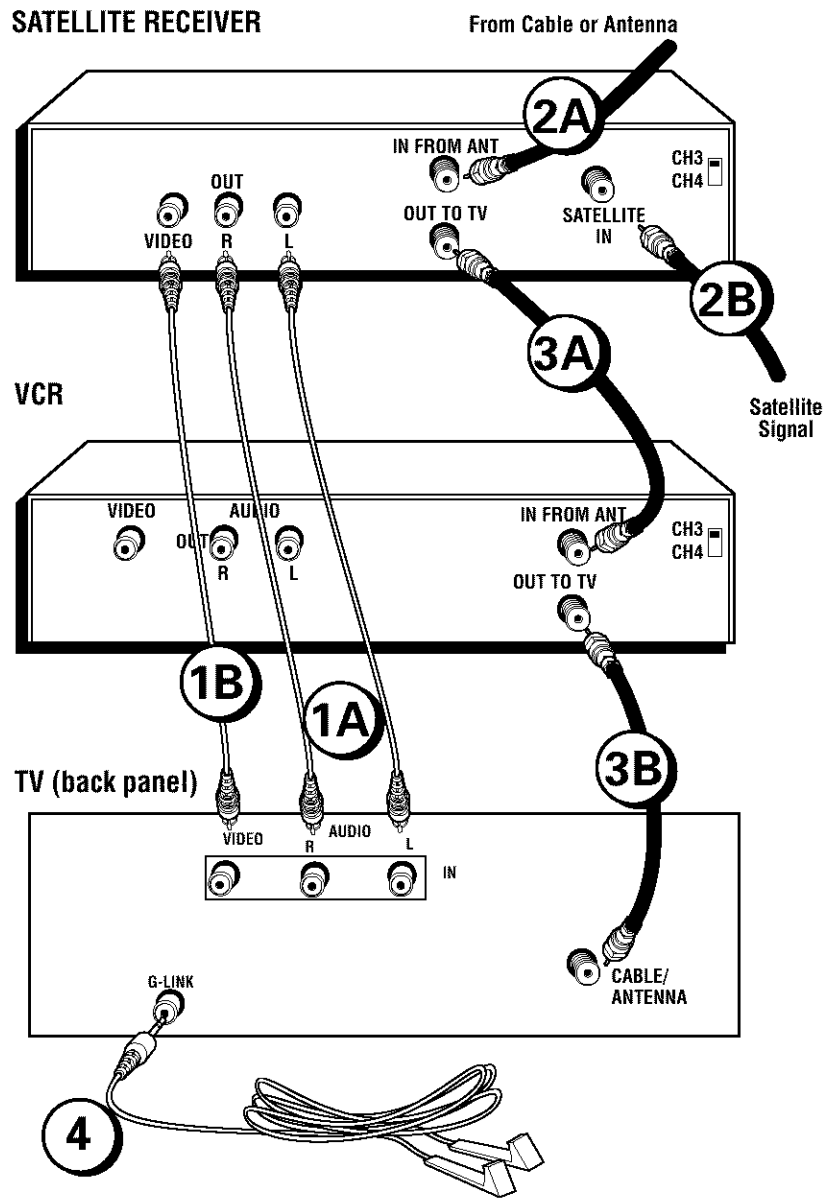 SATELLITE RECEIVER
From Cable or Antenna
2A
IN FROM ANT
CH3
CH4
OUT
OUT TO TV
SATELLITE
IN
VIDEO
R
L
2B
3A
Satellite
Signal
VCR
VIDEO
AUDIO
OUT
R
L
IN FROM ANT
CH3
CH4
OUT TO TV
1B
1A
3B
TV (back panel)
VIDEO
R
AUDIO
L
IN
G-LINK
CABLE/
ANTENNA
4